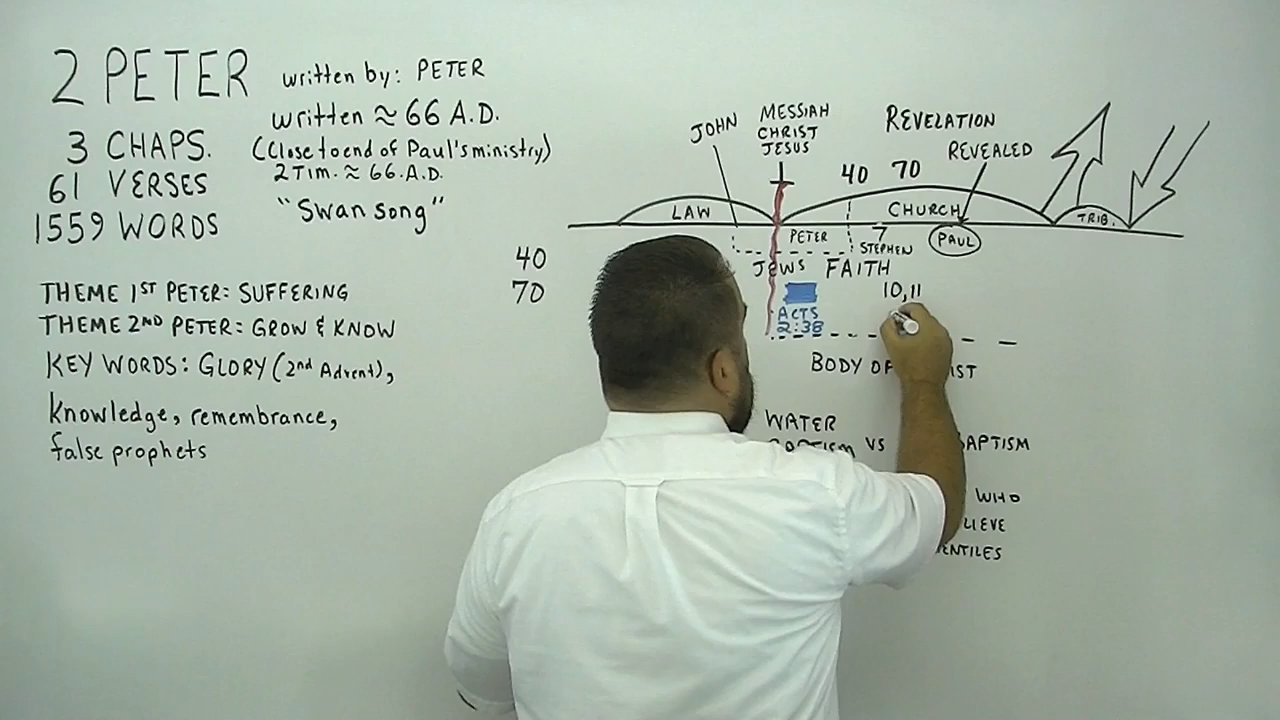 2 PETER
written by: PETER
written ≈ 66 A.D.
(Close to end of Paul's ministry)
2 Tim. ≈ 66 A.D.
"Swan song"
3 CHAPS.
61 VERSES
1559 WORDS
THEME 1ST PETER: SUFFERING
THEME 2ND PETER: GROW & KNOW
KEY WORDS: GLORY (2nd Advent),
knowledge, remembrance,
false prophets
40
70
JOHN
MESSIAH
CHRIST
JESUS
REVELATION
REVEALED
40 70
LAW
CHURCH
TRIB.
PETER
7
STEPHEN
PAUL
JEWS FAITH
10,11
ACTS
2:38
BODY OF
WATER
VS
WHO